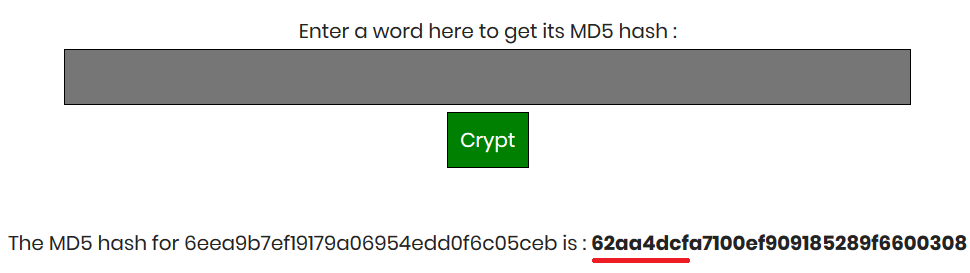 Enter a word here to get its MD5 hash :
Crypt
The MD5 hash for 6eea9b7ef19179a06954edd0f6c05ceb is : 62aa4dcfa7100ef909185289f6600308